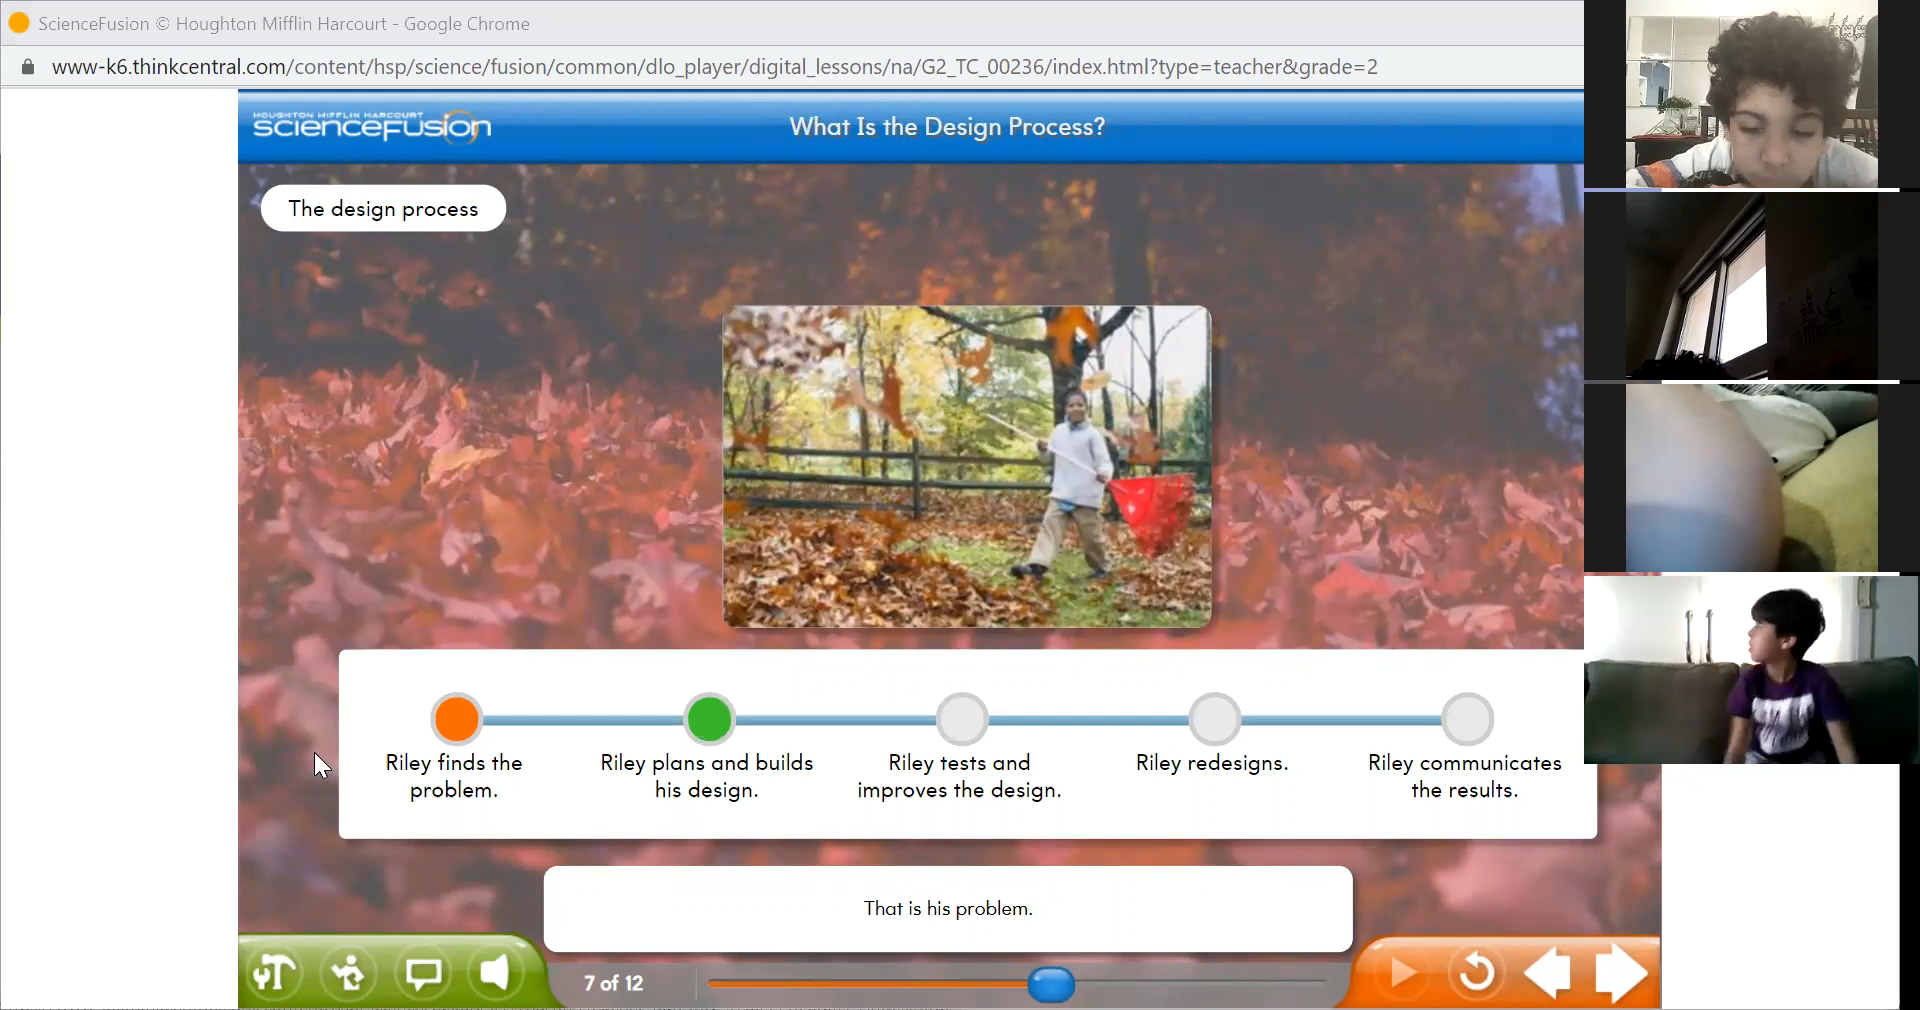 ScienceFusion © Houghton Mifflin Harcourt - Google Chrome
www-k6.thinkcentral.com/content/hsp/science/fusion/common/dlo_player/digital_lessons/na/G2_TC_00236/index.html?type=teacher&grade=2
HOUGHTON MIFFLIN HARCOURT
scienceFusion
What Is the Design Process?
The design process
Riley finds the
problem.
Riley plans and builds
his design.
Riley tests and
improves the design.
Riley redesigns.
Riley communicates
the results.
That is his problem.
7 of 12